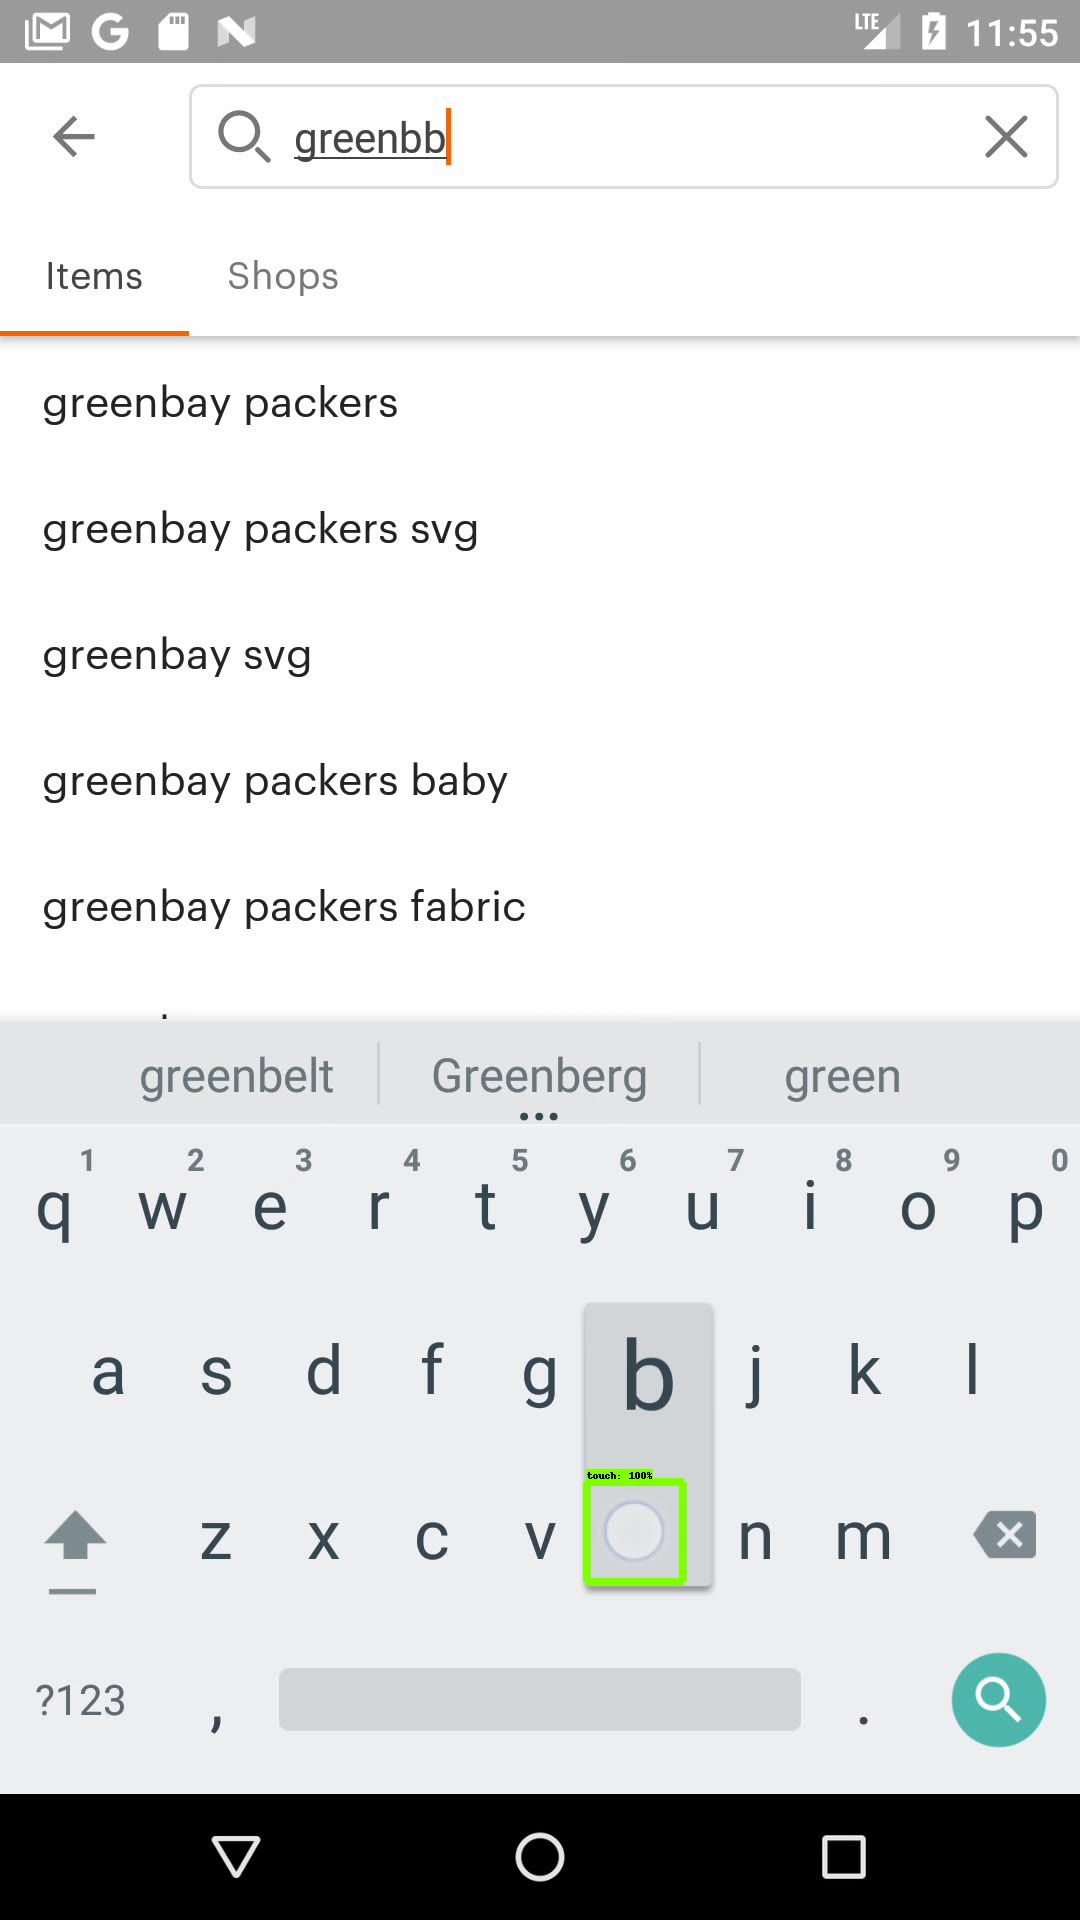 LTE 11:55
greenbb
Items Shops
greenbay packers
greenbay packers svg
greenbay svg
greenbay packers baby
greenbay packers fabric
greenbelt Greenberg green
1 2 3 4 5 6 7 8 9 0
q w e r t y u i o p
a s d f g b j k l
touch: 100%
z x c v n m
?123 , .